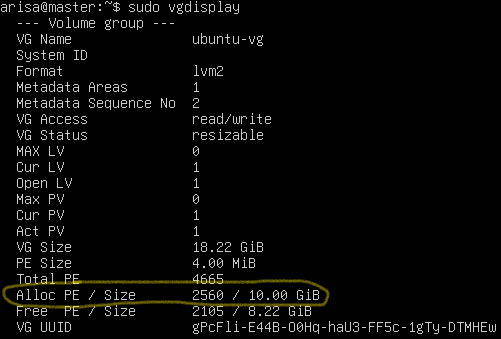 arisa@master:~$ sudo vgdisplay
--- Volume group ---
VG Name ubuntu-vg
System ID
Format lvm2
Metadata Areas 1
Metadata Sequence No 2
VG Access read/write
VG Status resizable
MAX LV 0
Cur LV 1
Open LV 1
Max PV 0
Cur PV 1
Act PV 1
VG Size 18.22 GiB
PE Size 4.00 MiB
Total PE 4665
Alloc PE / Size 2560 / 10.00 GiB
Free PE / Size 2105 / 8.22 GiB
VG UUID gPcFli-E44B-O0Hq-haU3-FF5c-1gTy-DTMHEw